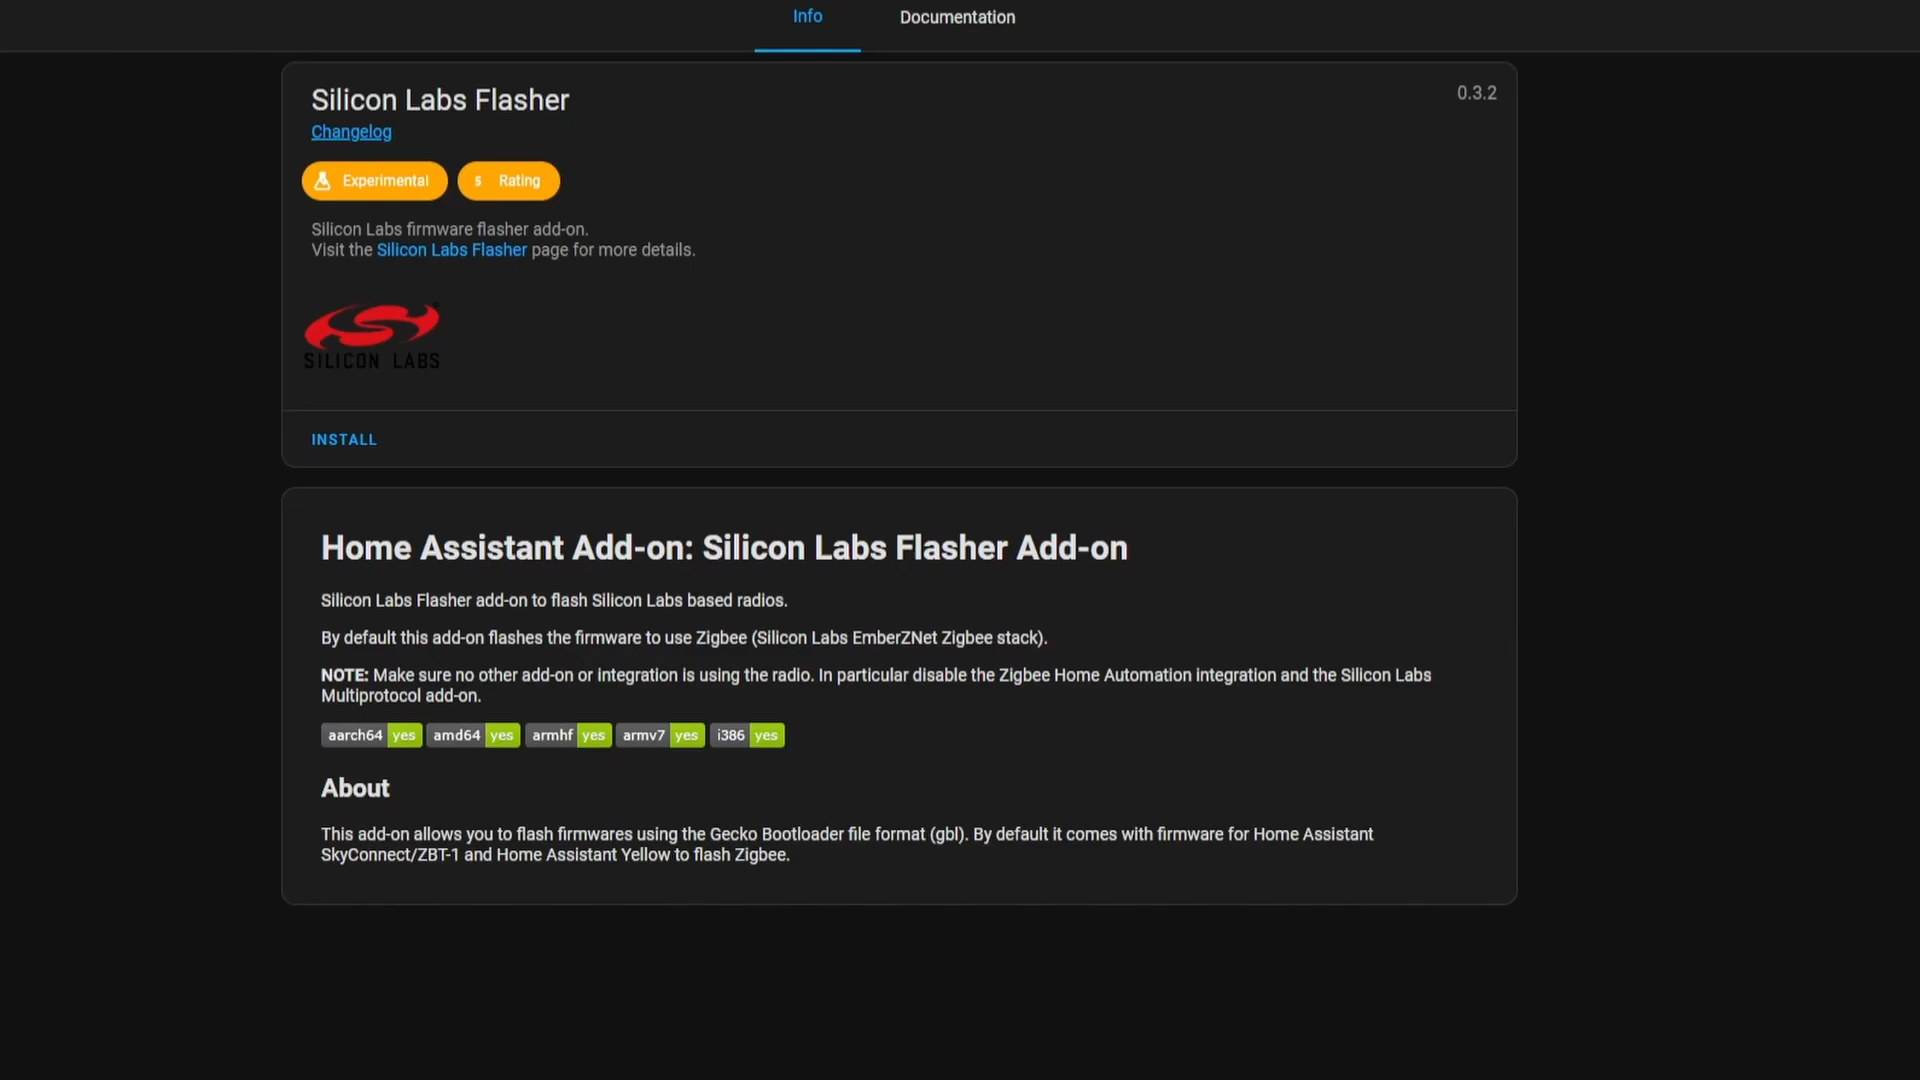 Info
Documentation
Silicon Labs Flasher
0.3.2
Changelog
Experimental
5 Rating
Silicon Labs firmware flasher add-on.
Visit the Silicon Labs Flasher page for more details.
SILICON LABS
INSTALL
Home Assistant Add-on: Silicon Labs Flasher Add-on
Silicon Labs Flasher add-on to flash Silicon Labs based radios.
By default this add-on flashes the firmware to use Zigbee (Silicon Labs EmberZNet Zigbee stack).
NOTE: Make sure no other add-on or integration is using the radio. In particular disable the Zigbee Home Automation integration and the Silicon Labs
Multiprotocol add-on.
aarch64 yes amd64 yes armhf yes armv7 yes i386 yes
About
This add-on allows you to flash firmwares using the Gecko Bootloader file format (gbl). By default it comes with firmware for Home Assistant
SkyConnect/ZBT-1 and Home Assistant Yellow to flash Zigbee.